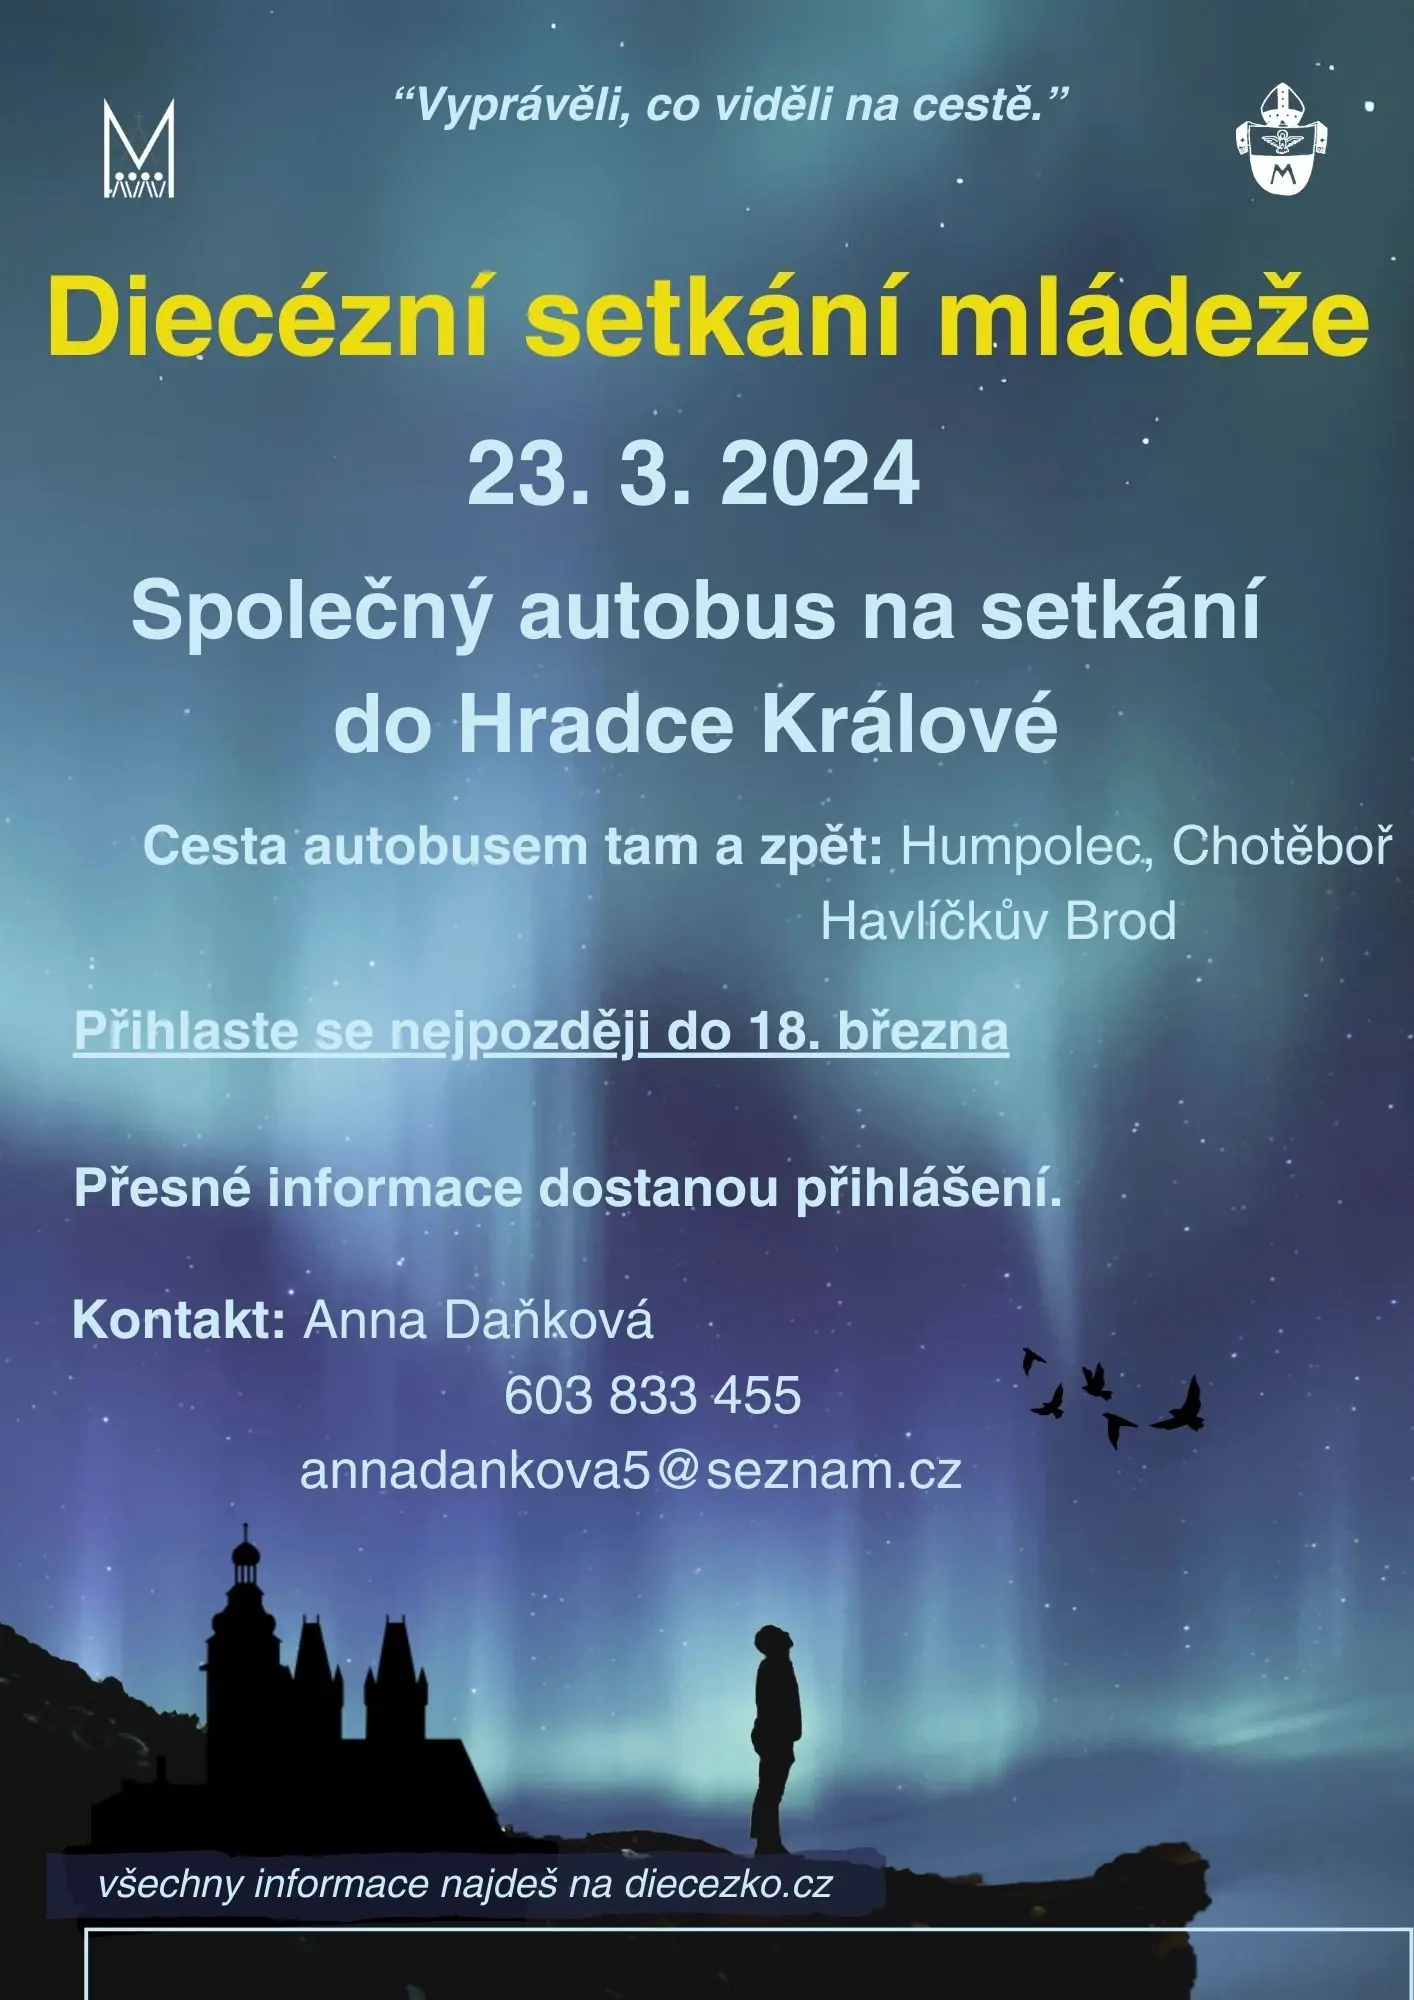 “Vyprávěli, co viděli na cestě.”
Diecézní setkání mládeže
23. 3. 2024
Společný autobus na setkání
do Hradce Králové
Cesta autobusem tam a zpět: Humpolec, Chotěboř
Havlíčkův Brod
Přihlaste se nejpozději do 18. března
Přesné informace dostanou přihlášení.
Kontakt: Anna Daňková
603 833 455
annadankova5@seznam.cz
všechny informace najdeš na diecezko.cz